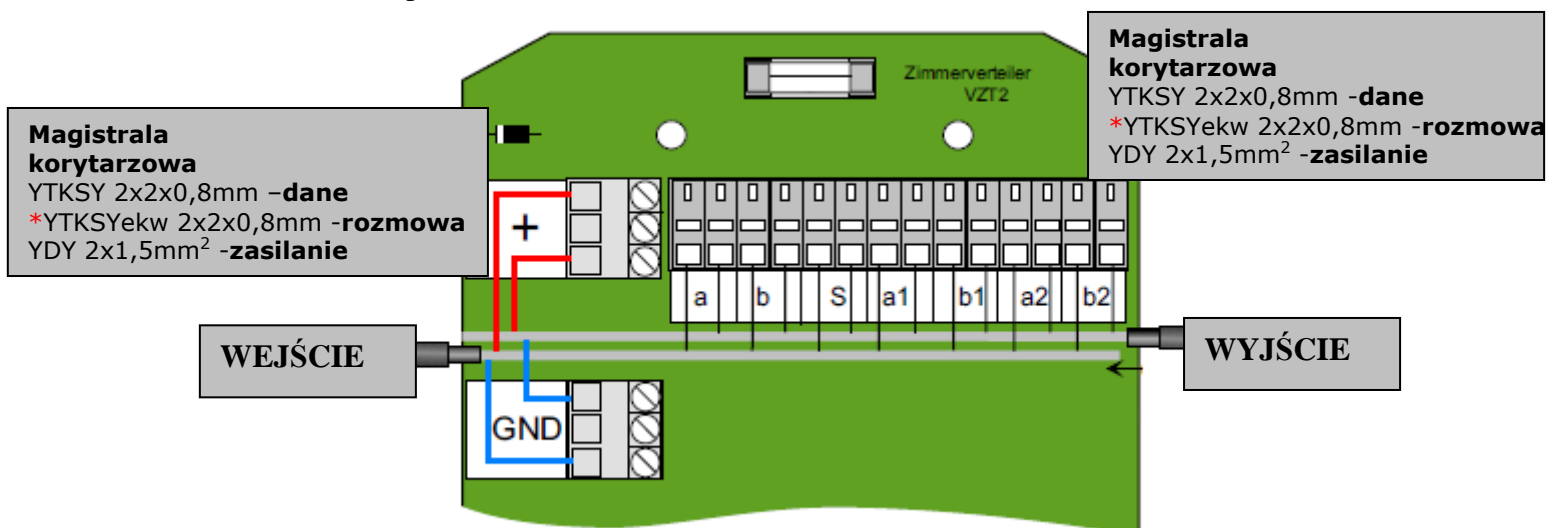 Magistrala
korytarzowa
YTKSY 2x2x0,8mm –dane
*YTKSYekw 2x2x0,8mm -rozmowa
YDY 2x1,5mm² -zasilanie
Zimmerverteiler
VZT2
Magistrala
korytarzowa
YTKSY 2x2x0,8mm -dane
*YTKSYekw 2x2x0,8mm -rozmowa
YDY 2x1,5mm² -zasilanie
+
a b S a1 b1 a2 b2
WEJŚCIE
WYJŚCIE
GND